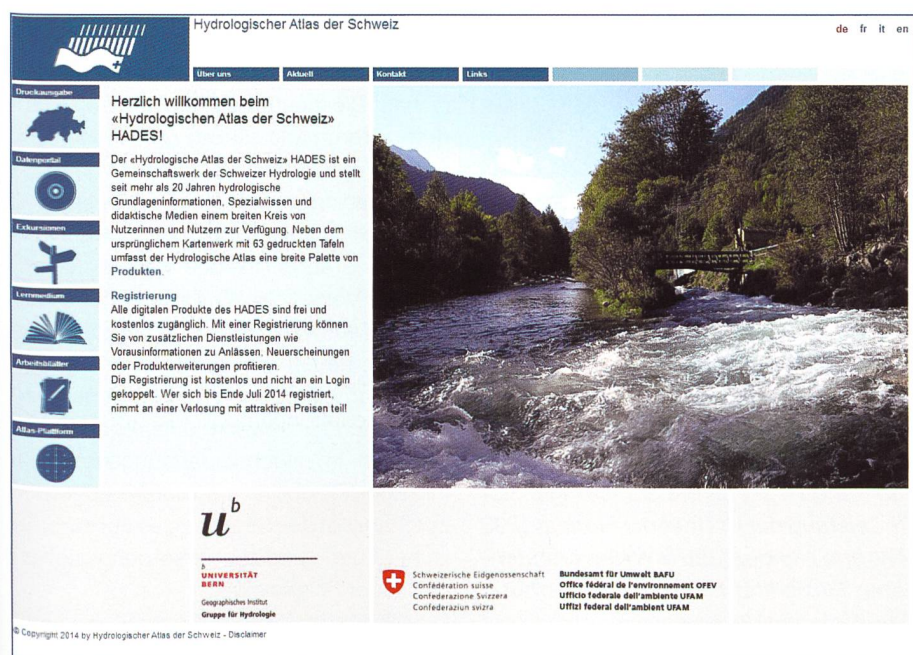 Hydrologischer Atlas der Schweiz
de fr it en
Über uns
Aktuell
Kontakt
Links
Druckausgabe
Datenportal
Exkursionen
Lernmedium
Arbeitsblätter
Atlas-Plattform
Herzlich willkommen beim
«Hydrologischen Atlas der Schweiz»
HADES!
Der «Hydrologische Atlas der Schweiz» HADES ist ein
Gemeinschaftswerk der Schweizer Hydrologie und stellt
seit mehr als 20 Jahren hydrologische
Grundlageninformationen, Spezialwissen und
didaktische Medien einem breiten Kreis von
Nutzerinnen und Nutzern zur Verfügung. Neben dem
ursprünglichem Kartenwerk mit 63 gedruckten Tafeln
umfasst der Hydrologische Atlas eine breite Palette von
Produkten.
Registrierung
Alle digitalen Produkte des HADES sind frei und
kostenlos zugänglich. Mit einer Registrierung können
Sie von zusätzlichen Dienstleistungen wie
Vorausinformationen zu Anlässen, Neuerscheinungen
oder Produkterweiterungen profitieren.
Die Registrierung ist kostenlos und nicht an ein Login
gekoppelt. Wer sich bis Ende Juli 2014 registriert,
nimmt an einer Verlosung mit attraktiven Preisen teil!
u b
b
UNIVERSITÄT
BERN
Geographisches Institut
Gruppe für Hydrologie
Schweizerische Eidgenossenschaft
Confédération suisse
Confederazione Svizzera
Confederaziun svizra
Bundesamt für Umwelt BAFU
Office fédéral de l'environnement OFEV
Ufficio federale dell'ambiente UFAM
Uffizi federal dell'ambient UFAM
© Copyright 2014 by Hydrologischer Atlas der Schweiz - Disclaimer